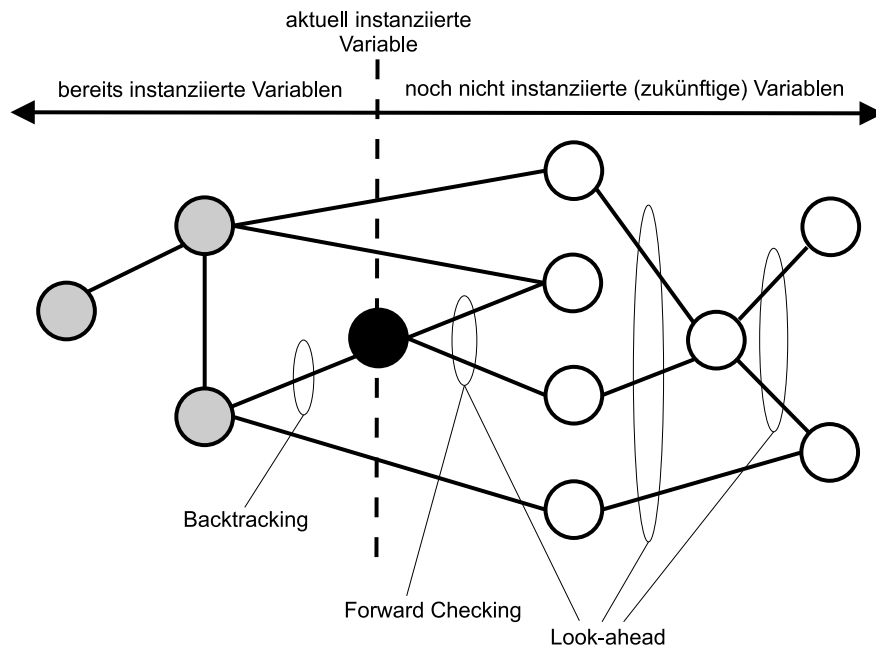 aktuell instanziierte
Variable
bereits instanziierte Variablen
noch nicht instanziierte (zukünftige) Variablen
Backtracking
Forward Checking
Look-ahead